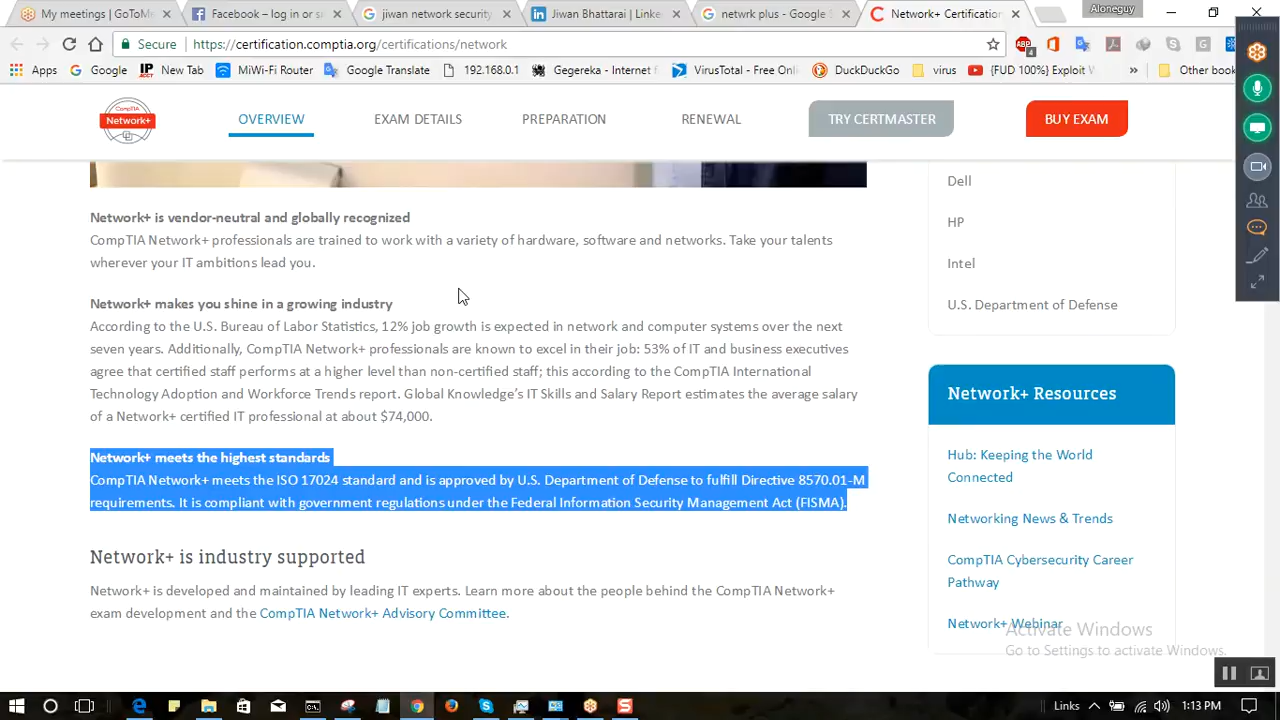 My meetings | GoToM
Facebook – log in or s
jiwan network security
Jiwan Bhattarai | Linke
netwrk plus - Google S
Network+ Certification
Aloneguy
Secure
https://certification.comptia.org/certifications/network
Apps
Google
New Tab
MiWi-Fi Router
Google Translate
192.168.0.1
Gegereka - Internet f
VirusTotal - Free Onli
DuckDuckGo
virus
{FUD 100%} Exploit W
»
Other book
CompTIA
Network+
OVERVIEW
EXAM DETAILS
PREPARATION
RENEWAL
TRY CERTMASTER
BUY EXAM
Network+ is vendor-neutral and globally recognized
CompTIA Network+ professionals are trained to work with a variety of hardware, software and networks. Take your talents
wherever your IT ambitions lead you.
Network+ makes you shine in a growing industry
According to the U.S. Bureau of Labor Statistics, 12% job growth is expected in network and computer systems over the next
seven years. Additionally, CompTIA Network+ professionals are known to excel in their job: 53% of IT and business executives
agree that certified staff performs at a higher level than non-certified staff; this according to the CompTIA International
Technology Adoption and Workforce Trends report. Global Knowledge's IT Skills and Salary Report estimates the average salary
of a Network+ certified IT professional at about $74,000.
Network+ meets the highest standards
CompTIA Network+ meets the ISO 17024 standard and is approved by U.S. Department of Defense to fulfill Directive 8570.01-M
requirements. It is compliant with government regulations under the Federal Information Security Management Act (FISMA).
Network+ is industry supported
Network+ is developed and maintained by leading IT experts. Learn more about the people behind the CompTIA Network+
exam development and the CompTIA Network+ Advisory Committee.
Dell
HP
Intel
U.S. Department of Defense
Network+ Resources
Hub: Keeping the World
Connected
Networking News & Trends
CompTIA Cybersecurity Career
Pathway
Network+ Webinar
Activate Windows
Go to Settings to activate Windows.
Links
1:13 PM